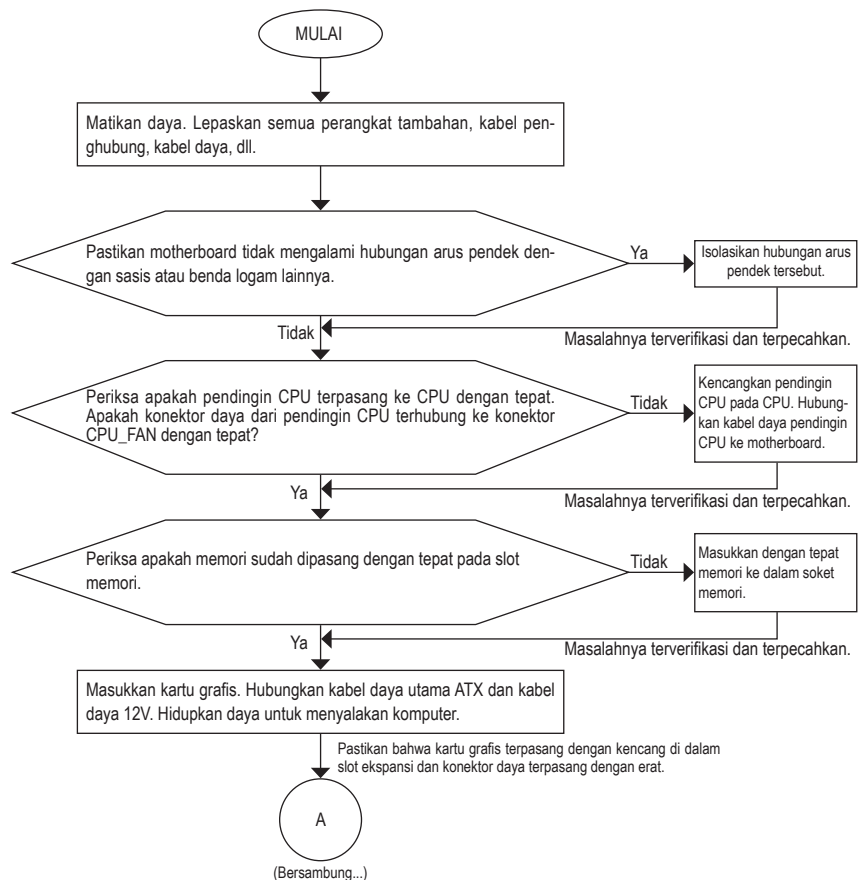 MULAI
Matikan daya. Lepaskan semua perangkat tambahan, kabel pen-
ghubung, kabel daya, dll.
Pastikan motherboard tidak mengalami hubungan arus pendek den-
gan sasis atau benda logam lainnya.
Ya
Isolasikan hubungan arus
pendek tersebut.
Tidak
Masalahnya terverifikasi dan terpecahkan.
Periksa apakah pendingin CPU terpasang ke CPU dengan tepat.
Apakah konektor daya dari pendingin CPU terhubung ke konektor
CPU_FAN dengan tepat?
Tidak
Kencangkan pendingin
CPU pada CPU. Hubung-
kan kabel daya pendingin
CPU ke motherboard.
Ya
Masalahnya terverifikasi dan terpecahkan.
Periksa apakah memori sudah dipasang dengan tepat pada slot
memori.
Tidak
Masukkan dengan tepat
memori ke dalam soket
memori.
Ya
Masalahnya terverifikasi dan terpecahkan.
Masukkan kartu grafis. Hubungkan kabel daya utama ATX dan kabel
daya 12V. Hidupkan daya untuk menyalakan komputer.
Pastikan bahwa kartu grafis terpasang dengan kencang di dalam
slot ekspansi dan konektor daya terpasang dengan erat.
A
(Bersambung...)